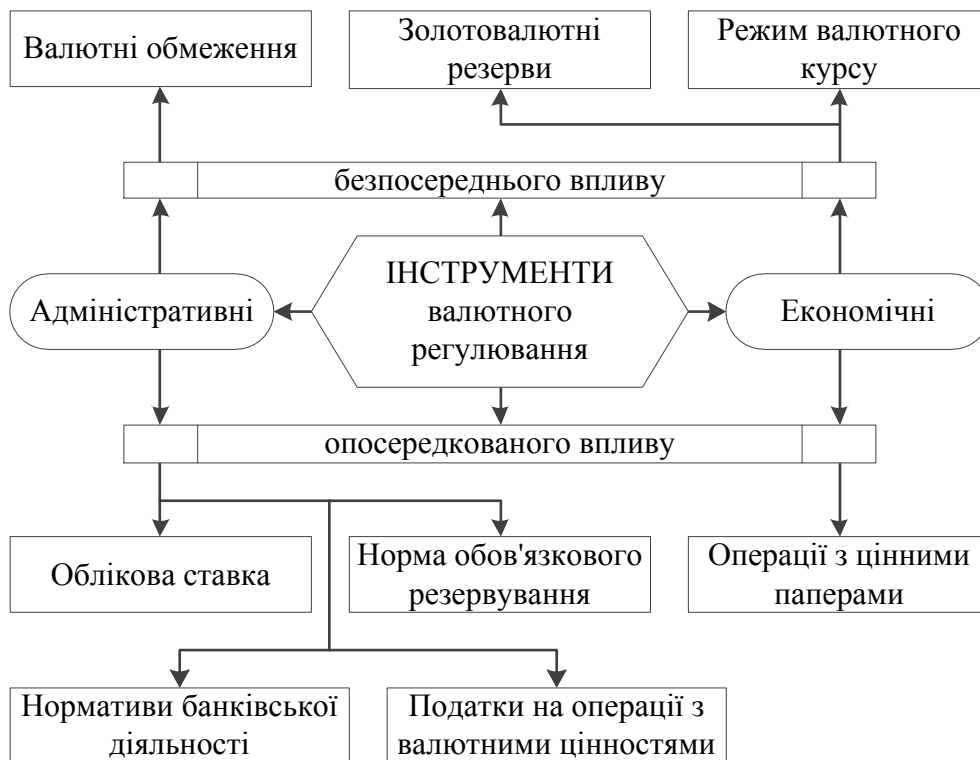 Валютні обмеження
Золотовалютні
резерви
Режим валютного
курсу
безпосереднього впливу
Адміністративні
ІНСТРУМЕНТИ
валютного
регулювання
Економічні
опосередкованого впливу
Облікова ставка
Норма обов'язкового
резервування
Операції з цінними
паперами
Нормативи банківської
діяльності
Податки на операції з
валютними цінностями